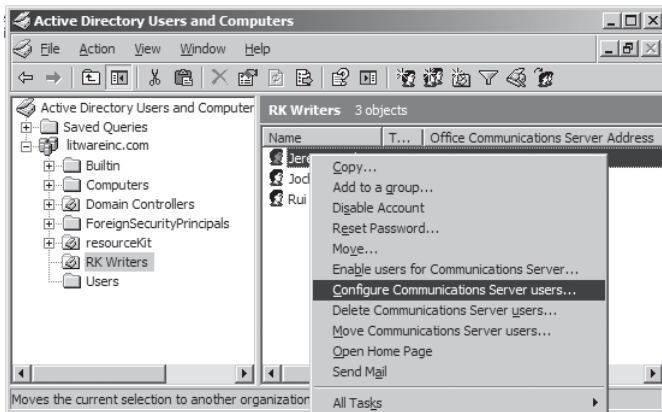 Active Directory Users and Computers
File Action View Window Help
Active Directory Users and Computer
Saved Queries
litwareinc.com
Builtin
Computers
Domain Controllers
ForeignSecurityPrincipals
resourceKit
RK Writers
Users
RK Writers 3 objects
Name T... Office Communications Server Address
Rui
Copy...
Add to a group...
Disable Account
Reset Password...
Move...
Enable users for Communications Server...
Configure Communications Server users...
Delete Communications Server users...
Move Communications Server users...
Open Home Page
Send Mail
All Tasks
Moves the current selection to another organization